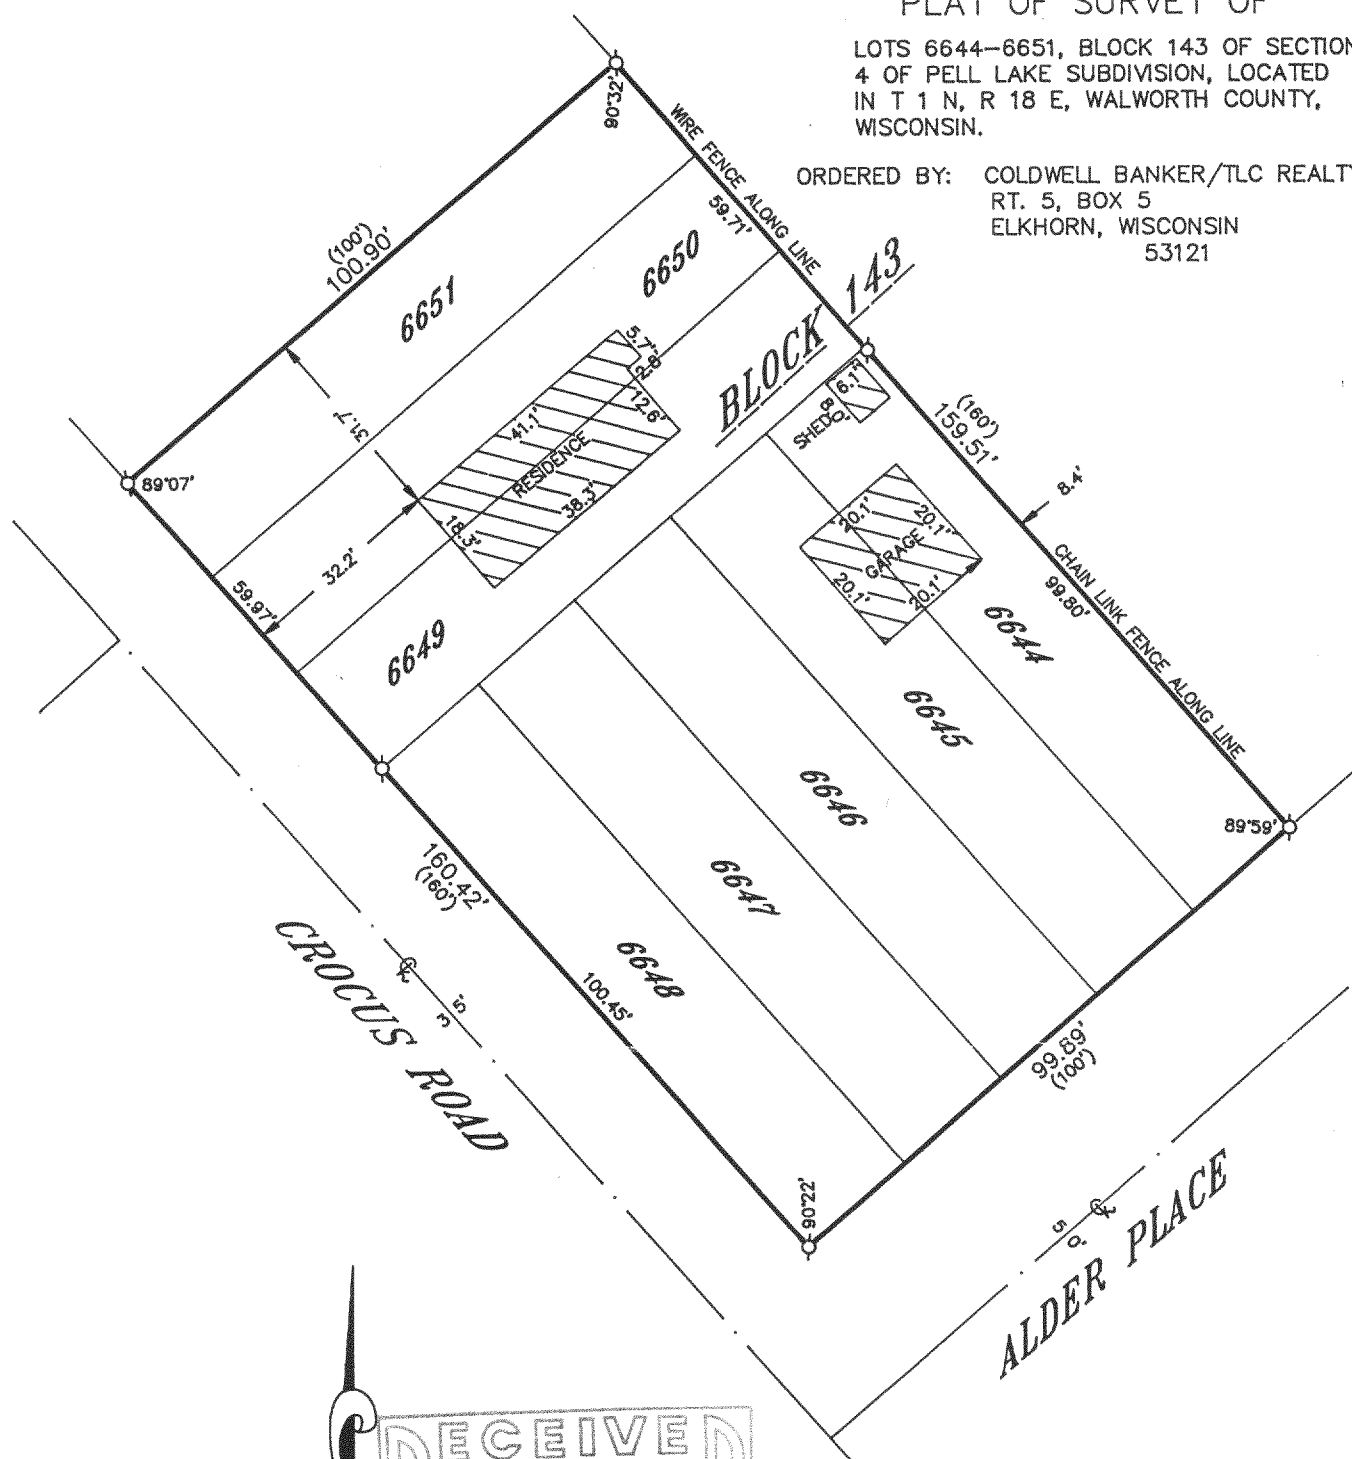 PLAT OF SURVEY OF
LOTS 6644-6651, BLOCK 143 OF SECTION
4 OF PELL LAKE SUBDIVISION, LOCATED
IN T 1 N, R 18 E, WALWORTH COUNTY,
WISCONSIN.
ORDERED BY: COLDWELL BANKER/TLC REALTY
RT. 5, BOX 5
ELKHORN, WISCONSIN
53121
90°32'
WIRE FENCE ALONG LINE
59.71'
(100')
100.90'
6651
6650
BLOCK 143
5.7'
2.8'
12.6'
41.1'
RESIDENCE
38.3'
18.3'
31.7'
32.2'
89°07'
59.97'
6649
6.1'
8.0'
SHED
(160')
159.51'
8.4'
20.1'
20.1'
GARAGE
20.1'
20.1'
CHAIN LINK FENCE ALONG LINE
99.80'
6644
6645
6646
6647
6648
89°59'
160.42'
(160')
100.45'
CROCUS ROAD
35'
99.89'
(100')
90°22'
50'
ALDER PLACE
RECEIVED